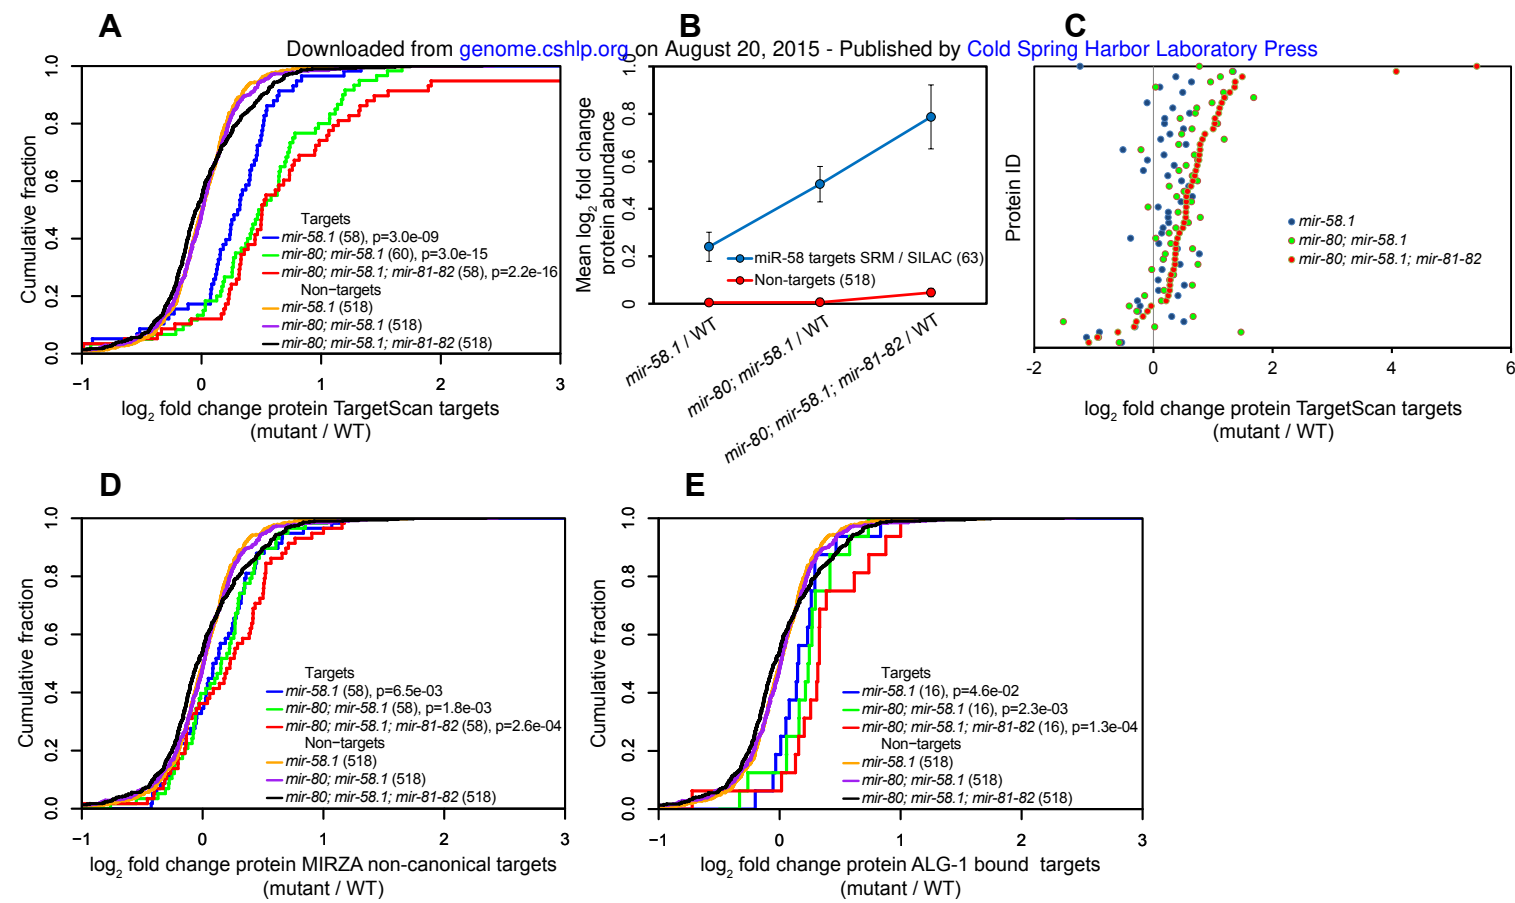 A
B
C
Downloaded from genome.cshlp.org on August 20, 2015 - Published by Cold Spring Harbor Laboratory Press
Cumulative fraction
1.0
0.8
0.6
0.4
0.2
0.0
Targets
mir-58.1 (58), p=3.0e-09
mir-80; mir-58.1 (60), p=3.0e-15
mir-80; mir-58.1; mir-81-82 (58), p=2.2e-16
Non−targets
mir-58.1 (518)
mir-80; mir-58.1 (518)
mir-80; mir-58.1; mir-81-82 (518)
−1 0 1 2 3
log2 fold change protein TargetScan targets
(mutant / WT)
Mean log2 fold change
protein abundance
1.0
0.8
0.6
0.4
0.2
0
miR-58 targets SRM / SILAC (63)
Non-targets (518)
mir-58.1 / WT
mir-80; mir-58.1 / WT
mir-80; mir-58.1; mir-81-82 / WT
Protein ID
mir-58.1
mir-80; mir-58.1
mir-80; mir-58.1; mir-81-82
-2 0 2 4 6
log2 fold change protein TargetScan targets
(mutant / WT)
D
Cumulative fraction
1.0
0.8
0.6
0.4
0.2
0.0
Targets
mir-58.1 (58), p=6.5e-03
mir-80; mir-58.1 (58), p=1.8e-03
mir-80; mir-58.1; mir-81-82 (58), p=2.6e-04
Non−targets
mir-58.1 (518)
mir-80; mir-58.1 (518)
mir-80; mir-58.1; mir-81-82 (518)
−1 0 1 2 3
log2 fold change protein MIRZA non-canonical targets
(mutant / WT)
E
Cumulative fraction
1.0
0.8
0.6
0.4
0.2
0.0
Targets
mir-58.1 (16), p=4.6e-02
mir-80; mir-58.1 (16), p=2.3e-03
mir-80; mir-58.1; mir-81-82 (16), p=1.3e-04
Non−targets
mir-58.1 (518)
mir-80; mir-58.1 (518)
mir-80; mir-58.1; mir-81-82 (518)
−1 0 1 2 3
log2 fold change protein ALG-1 bound targets
(mutant / WT)